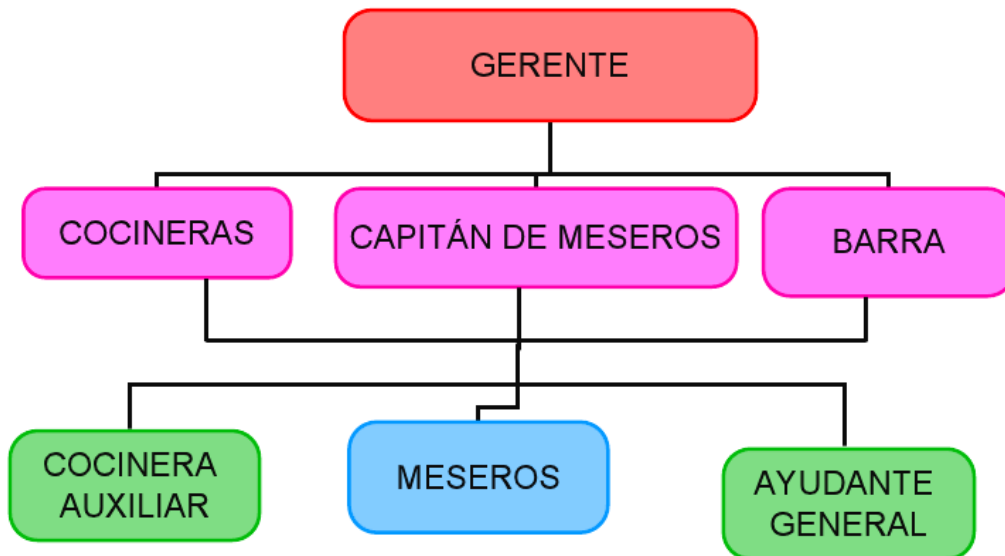 GERENTE
COCINERAS
CAPITÁN DE MESEROS
BARRA
COCINERA
AUXILIAR
MESEROS
AYUDANTE
GENERAL